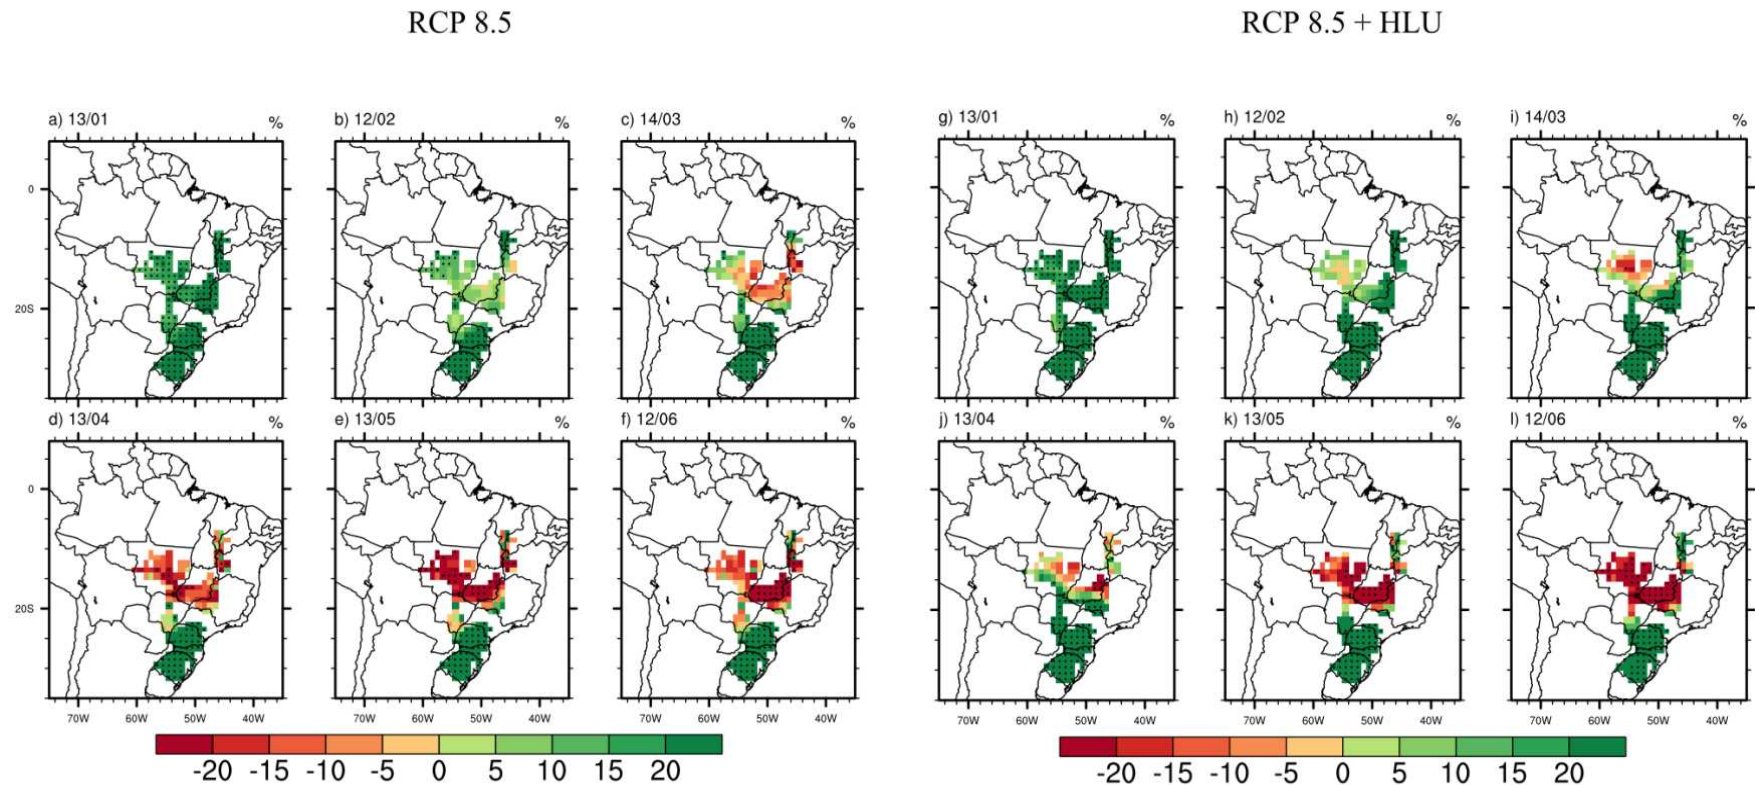 RCP 8.5 RCP 8.5 + HLU
a) 13/01 % b) 12/02 % c) 14/03 % g) 13/01 % h) 12/02 % i) 14/03 %
0
20S
d) 13/04 % e) 13/05 % f) 12/06 % j) 13/04 % k) 13/05 % l) 12/06 %
0
20S
70W 60W 50W 40W 70W 60W 50W 40W 70W 60W 50W 40W 70W 60W 50W 40W 70W 60W 50W 40W 70W 60W 50W 40W
-20 -15 -10 -5 0 5 10 15 20 -20 -15 -10 -5 0 5 10 15 20